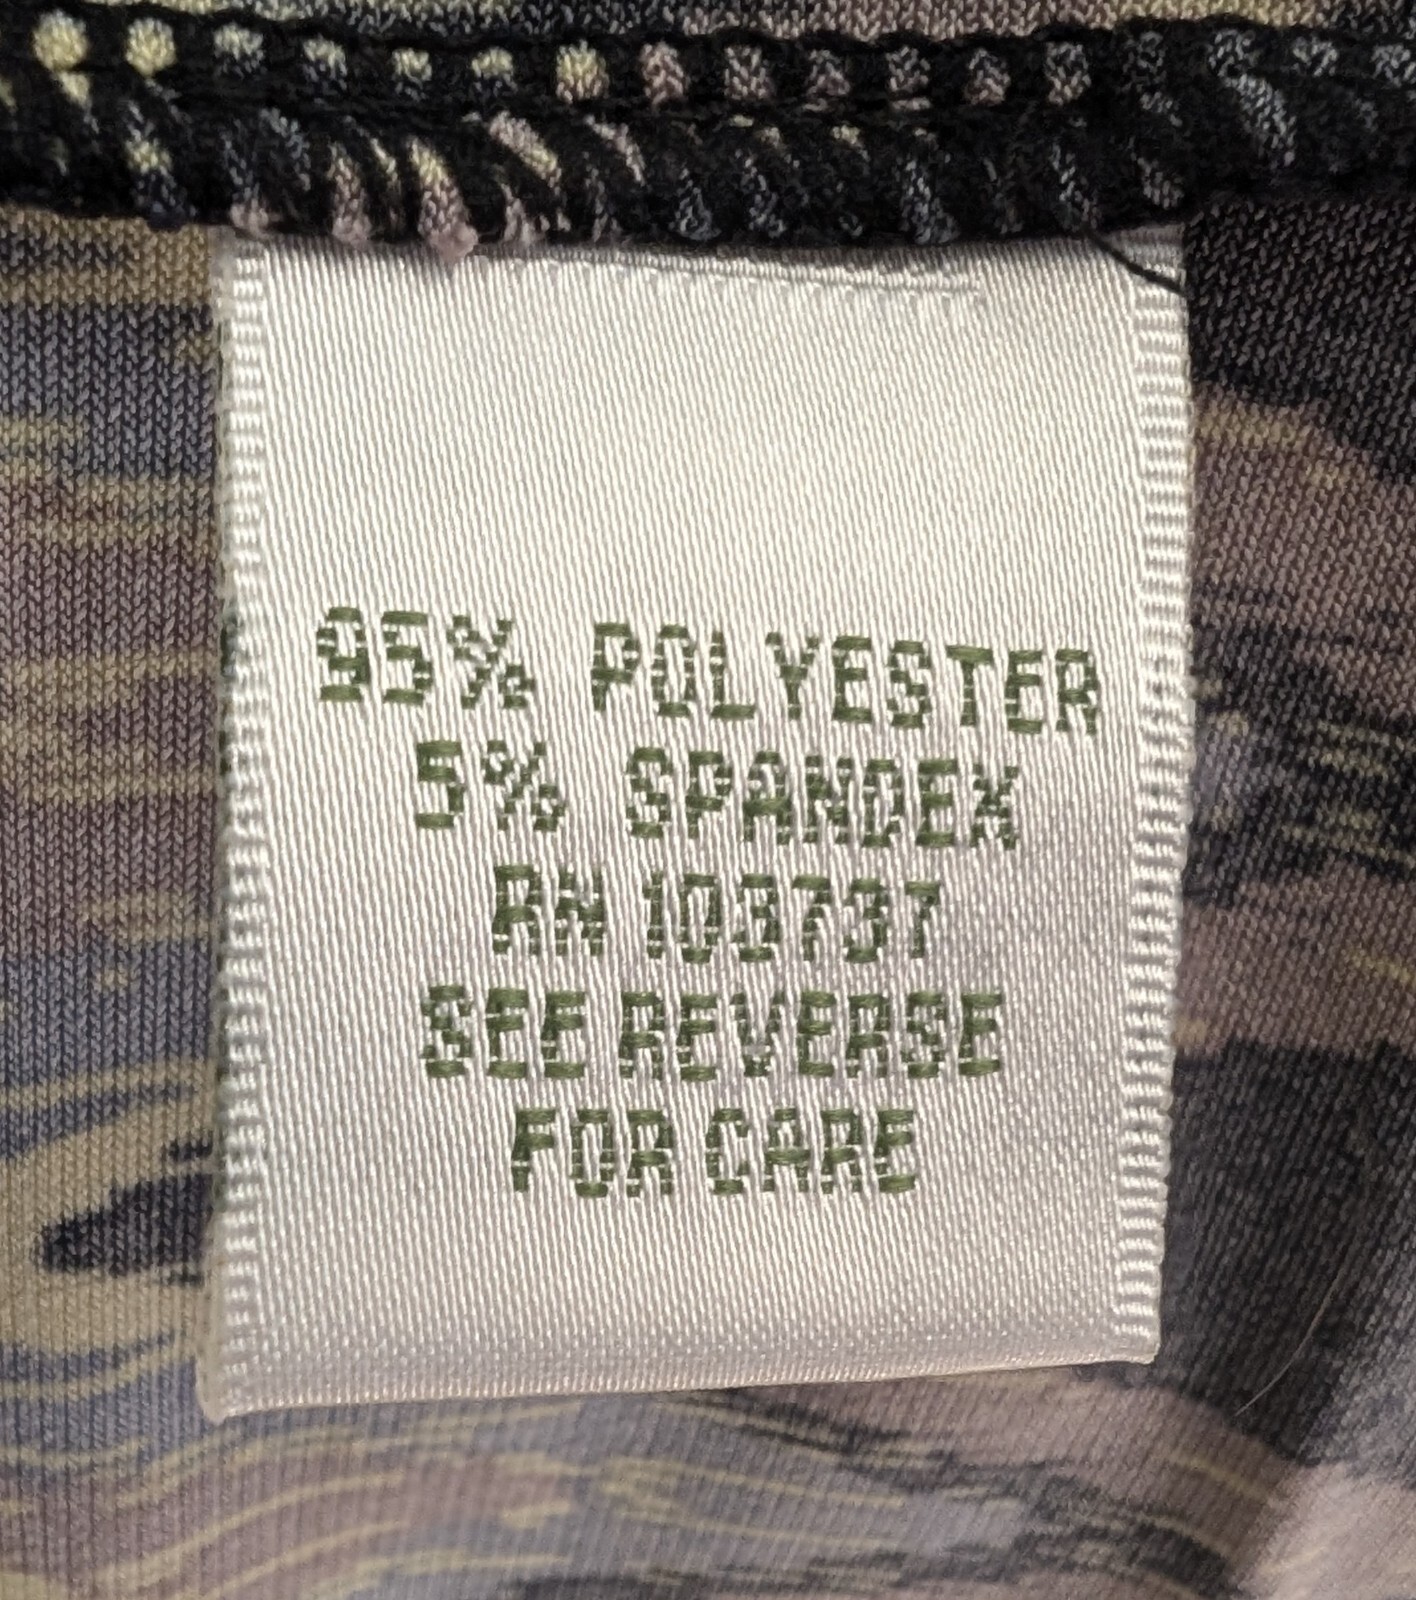 95% POLYESTER
5% SPANDEX
RN 103737
SEE REVERSE
FOR CARE